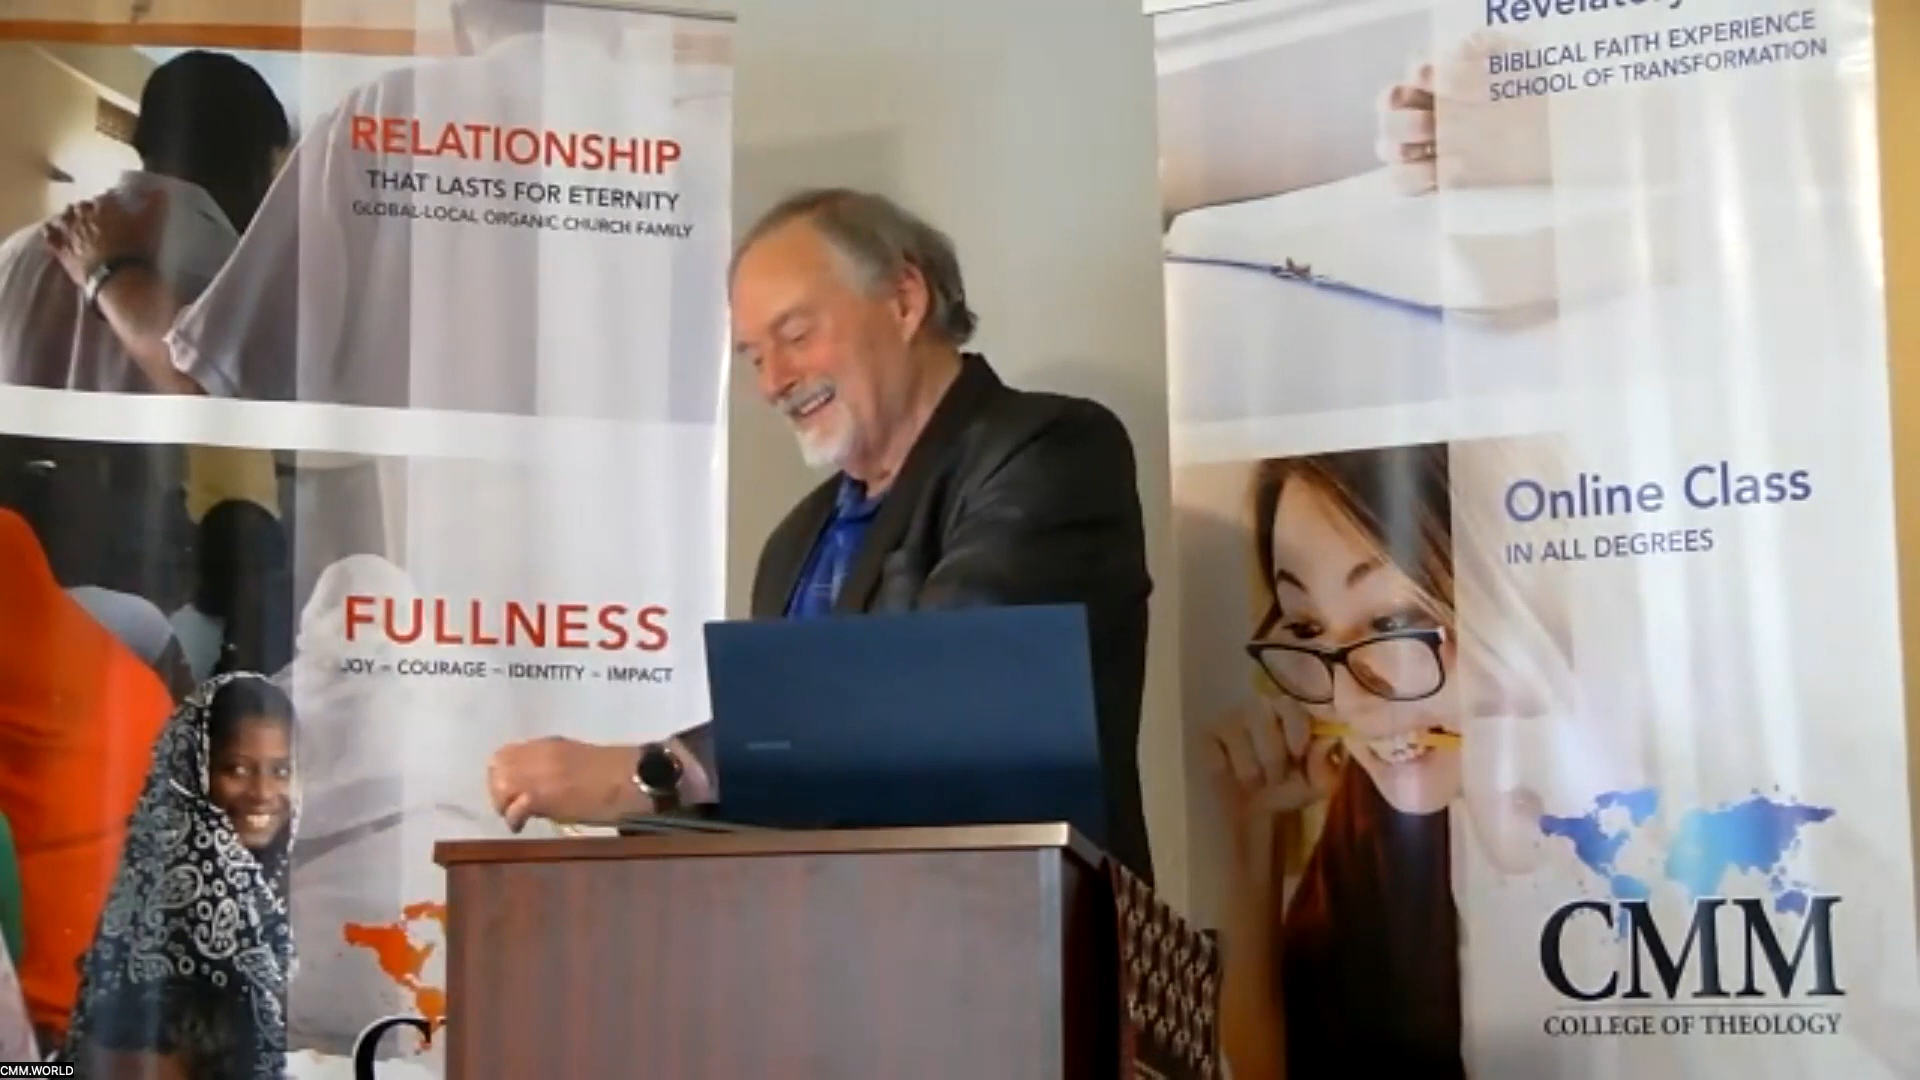 RELATIONSHIP
THAT LASTS FOR ETERNITY
GLOBAL-LOCAL ORGANIC CHURCH FAMILY
FULLNESS
JOY – COURAGE – IDENTITY – IMPACT
BIBLICAL FAITH EXPERIENCE
SCHOOL OF TRANSFORMATION
Online Class
IN ALL DEGREES
CMM
COLLEGE OF THEOLOGY
CMM.WORLD